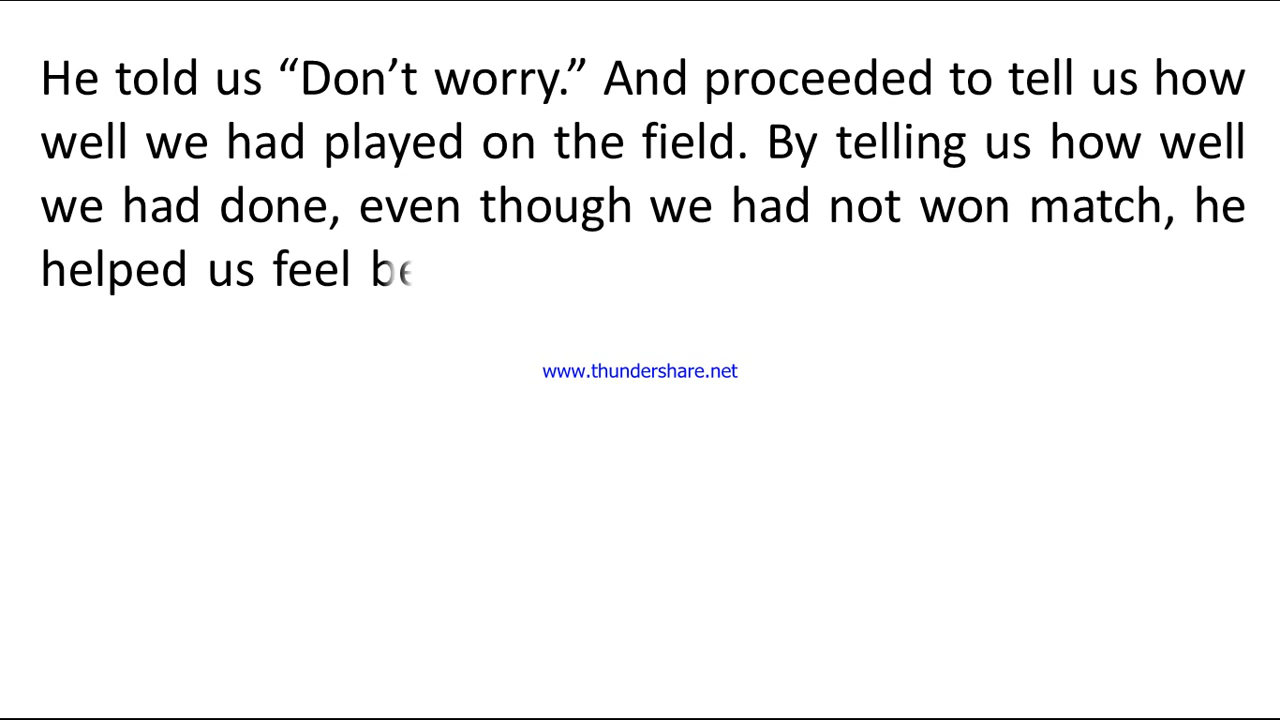 He told us “Don’t worry.” And proceeded to tell us how
well we had played on the field. By telling us how well
we had done, even though we had not won match, he
helped us feel
www.thundershare.net